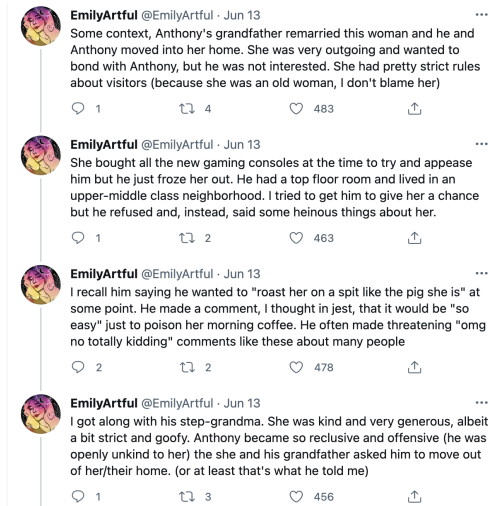 EmilyArtful @EmilyArtful · Jun 13
Some context, Anthony's grandfather remarried this woman and he and
Anthony moved into her home. She was very outgoing and wanted to
bond with Anthony, but he was not interested. She had pretty strict rules
about visitors (because she was an old woman, I don't blame her)
1 4 483
EmilyArtful @EmilyArtful · Jun 13
She bought all the new gaming consoles at the time to try and appease
him but he just froze her out. He had a top floor room and lived in an
upper-middle class neighborhood. I tried to get him to give her a chance
but he refused and, instead, said some heinous things about her.
1 2 463
EmilyArtful @EmilyArtful · Jun 13
I recall him saying he wanted to "roast her on a spit like the pig she is" at
some point. He made a comment, I thought in jest, that it would be "so
easy" just to poison her morning coffee. He often made threatening "omg
no totally kidding" comments like these about many people
2 2 478
EmilyArtful @EmilyArtful · Jun 13
I got along with his step-grandma. She was kind and very generous, albeit
a bit strict and goofy. Anthony became so reclusive and offensive (he was
openly unkind to her) the she and his grandfather asked him to move out
of her/their home. (or at least that's what he told me)
1 3 456